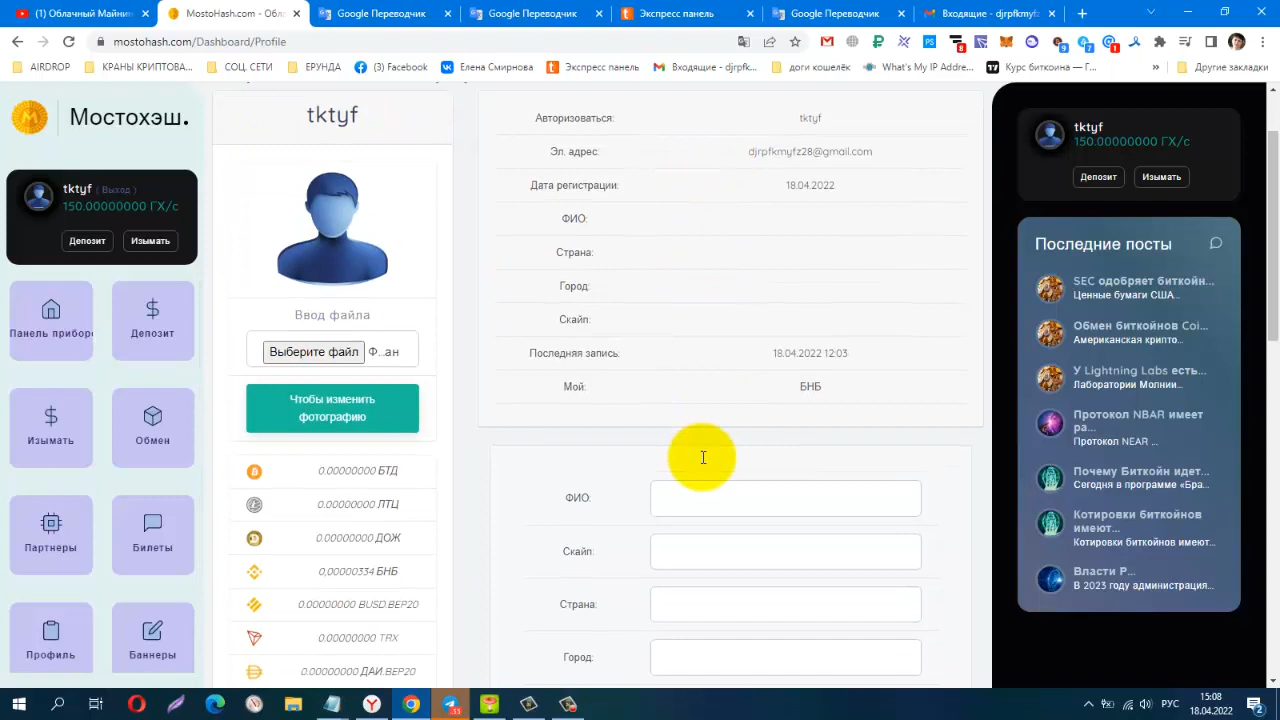 Облачный Майнин
MostoHash.com - Обл
Google Переводчик
Google Переводчик
Экспресс панель
Google Переводчик
Входящие - djrpfkmyfz
mostohash.com/Dashboard/Profile
AIRDROP
КРАНЫ КРИПТОВА...
СОЦ. СЕТИ
ЕРУНДА
(3) Facebook
Елена Смирнова
Экспресс панель
Входящие - djrpfk...
доги кошелёк
What's My IP Addre...
Курс биткоина — Г...
»
Другие закладки
Мостохэш.
tktyf ( Выход )
150.00000000 ГХ/с
Депозит
Изымать
Панель приборо
Депозит
Изымать
Обмен
Партнеры
Билеты
Профиль
Баннеры
tktyf
Ввод файла
Выберите файл Ф...ан
Чтобы изменить
фотографию
0.00000000 БТД
0.00000000 ЛТЦ
0.00000000 ДОЖ
0,00000334 БНБ
0.00000000 BUSD.BEP20
0.00000000 TRX
0.00000000 ДАИ.BEP20
Авторизоваться: tktyf
Эл. адрес: djrpfkmyfz28@gmail.com
Дата регистрации: 18.04.2022
ФИО:
Страна:
Город:
Скайп:
Последняя запись: 18.04.2022 12:03
Мой: БНБ
ФИО:
Скайп:
Страна:
Город:
tktyf
150.00000000 ГХ/с
Депозит
Изымать
Последние посты
SEC одобряет биткойн...
Ценные бумаги США...
Обмен биткойнов Coi...
Американская крипто...
У Lightning Labs есть...
Лаборатории Молнии...
Протокол NBAR имеет
ра...
Протокол NEAR ...
Почему Биткойн идет...
Сегодня в программе «Бра...
Котировки биткойнов
имеют...
Котировки биткойнов имеют...
Власти Р...
В 2023 году администрация...
РУС
15:08
18.04.2022